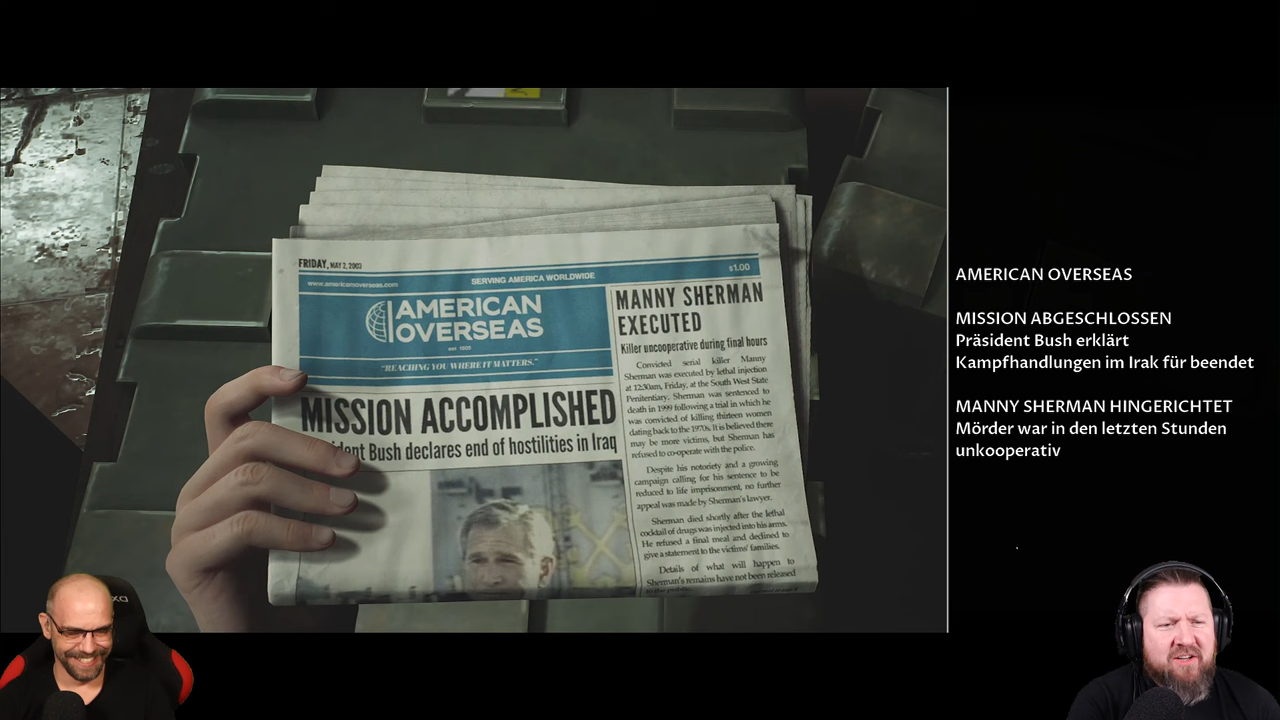 FRIDAY, MAY 2, 2003
www.americanoverseas.com
SERVING AMERICA WORLDWIDE
$1.00
AMERICAN
OVERSEAS
"REACHING YOU WHERE IT MATTERS."
MISSION ACCOMPLISHED
dent Bush declares end of hostilities in Iraq
MANNY SHERMAN
EXECUTED
Killer uncooperative during final hours
Convicted serial killer Manny
Sherman was executed by lethal injection
at 12:30am, Friday, at the South West State
Penitentiary. Sherman was sentenced to
death in 1999 following a trial in which he
was convicted of killing thirteen women
dating back to the 1970s. It is believed there
may be more victims, but Sherman has
refused to co-operate with the police.
Despite his notoriety and a growing
campaign calling for his sentence to be
reduced to life imprisonment, no further
appeal was made by Sherman's lawyer.
Sherman died shortly after the lethal
cocktail of drugs was injected into his arms.
He refused a final meal and declined to
give a statement to the victims' families.
Details of what will happen to
Sherman's remains have not been released
AMERICAN OVERSEAS
MISSION ABGESCHLOSSEN
Präsident Bush erklärt
Kampfhandlungen im Irak für beendet
MANNY SHERMAN HINGERICHTET
Mörder war in den letzten Stunden
unkooperativ